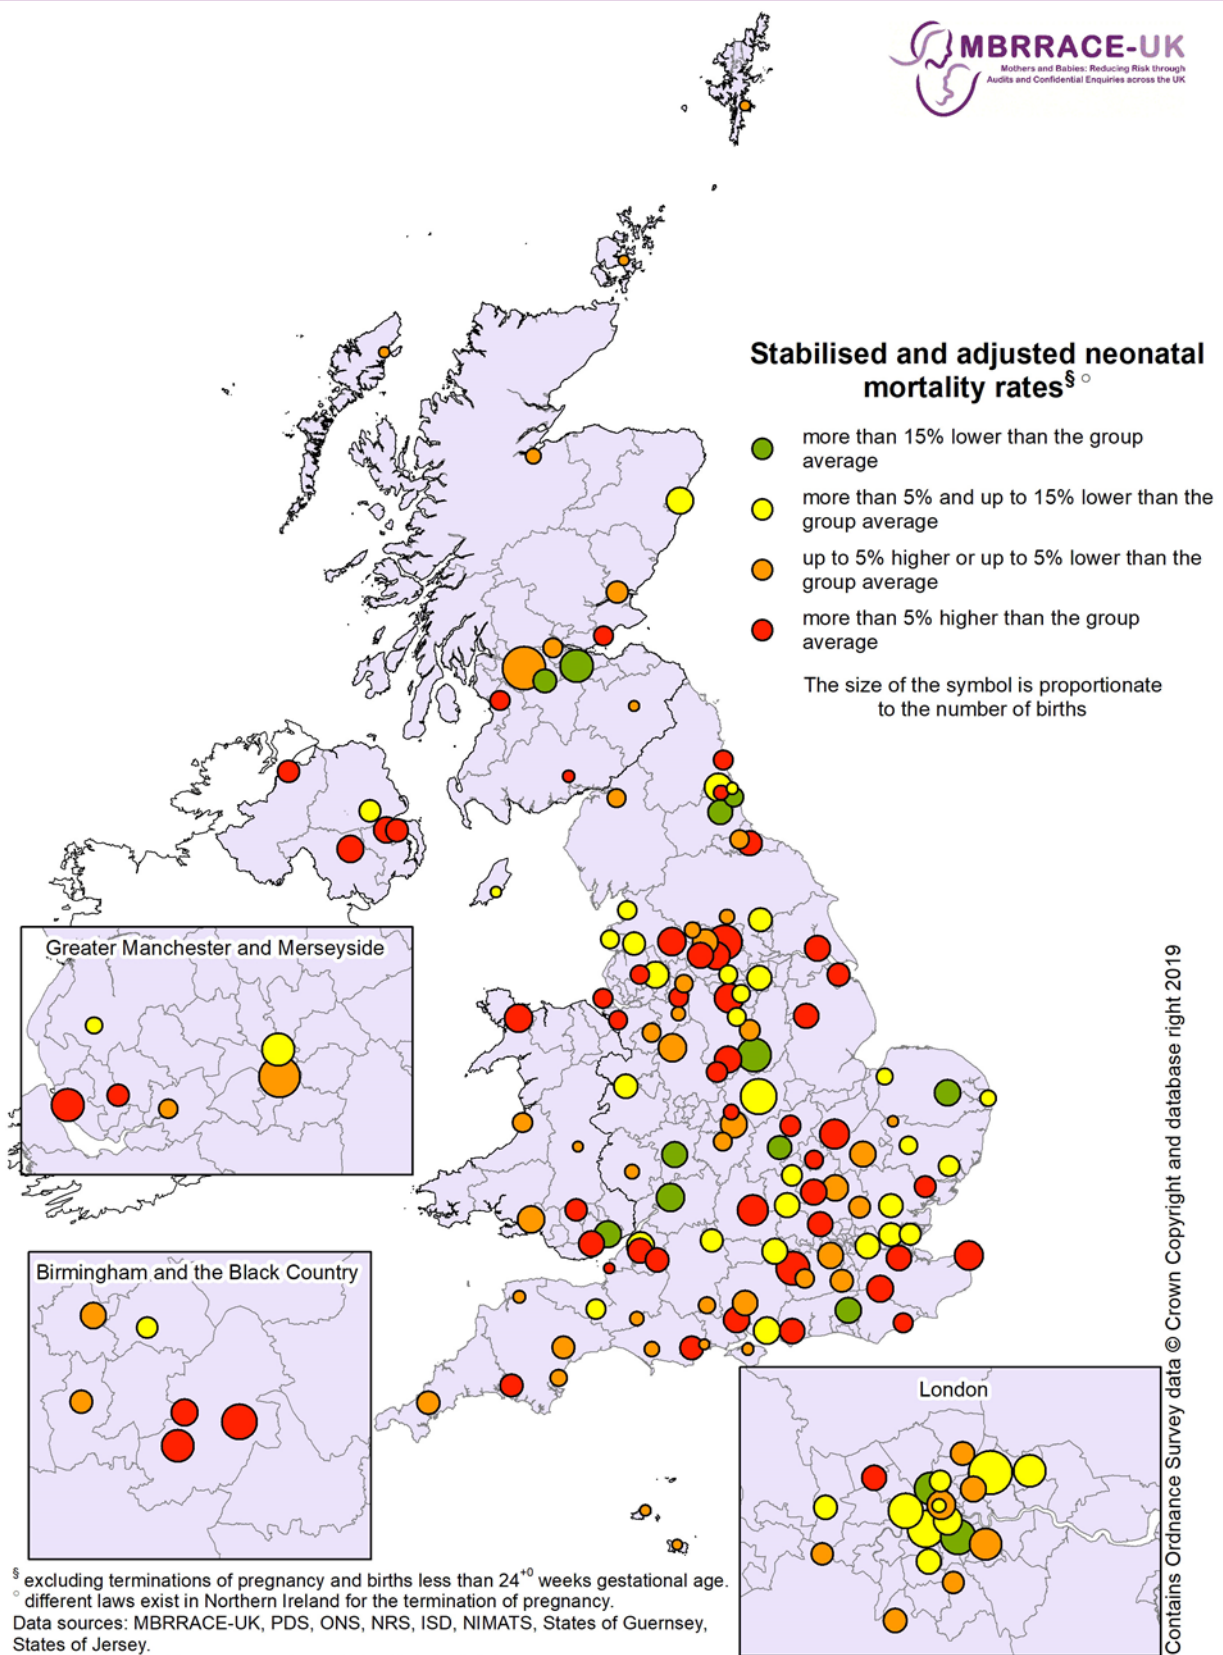 MBRRACE-UK
Mothers and Babies: Reducing Risk through
Audits and Confidential Enquiries across the UK
Stabilised and adjusted neonatal
mortality rates§ ○
more than 15% lower than the group
average
more than 5% and up to 15% lower than the
group average
up to 5% higher or up to 5% lower than the
group average
more than 5% higher than the group
average
The size of the symbol is proportionate
to the number of births
Greater Manchester and Merseyside
Birmingham and the Black Country
London
Contains Ordnance Survey data © Crown Copyright and database right 2019
§ excluding terminations of pregnancy and births less than 24+0 weeks gestational age.
○ different laws exist in Northern Ireland for the termination of pregnancy.
Data sources: MBRRACE-UK, PDS, ONS, NRS, ISD, NIMATS, States of Guernsey,
States of Jersey.